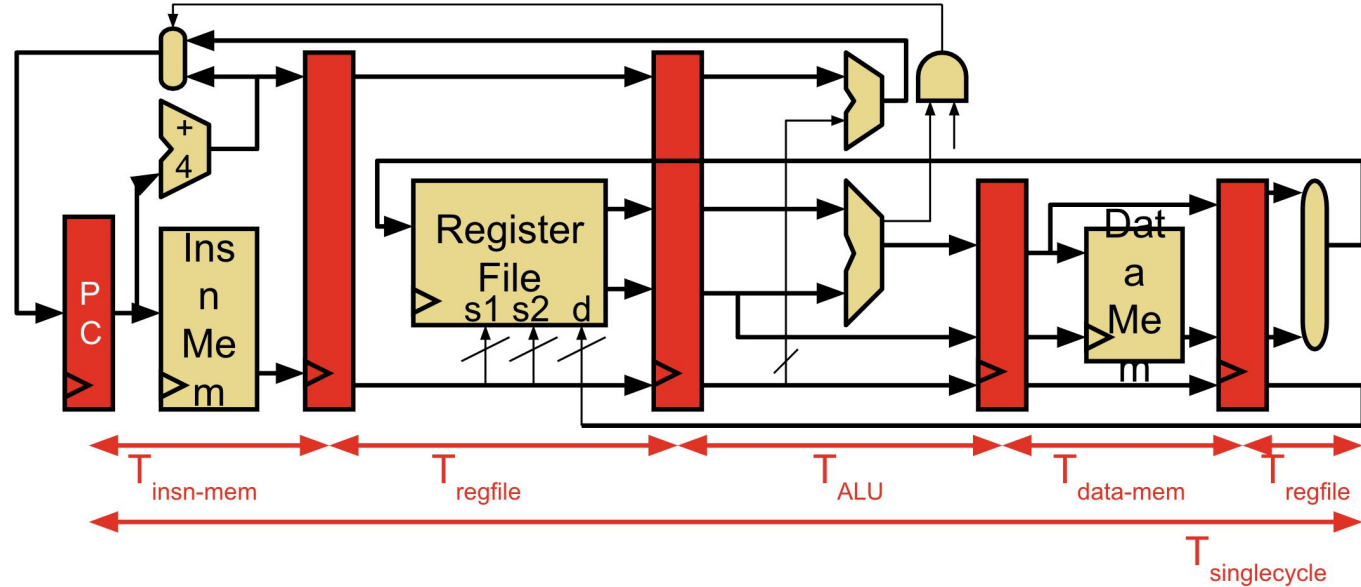 +
4
P
C
Ins
n
Me
m
Register
File
s1 s2 d
Dat
a
Me
m
T insn-mem
T regfile
T ALU
T data-mem
T regfile
T singlecycle